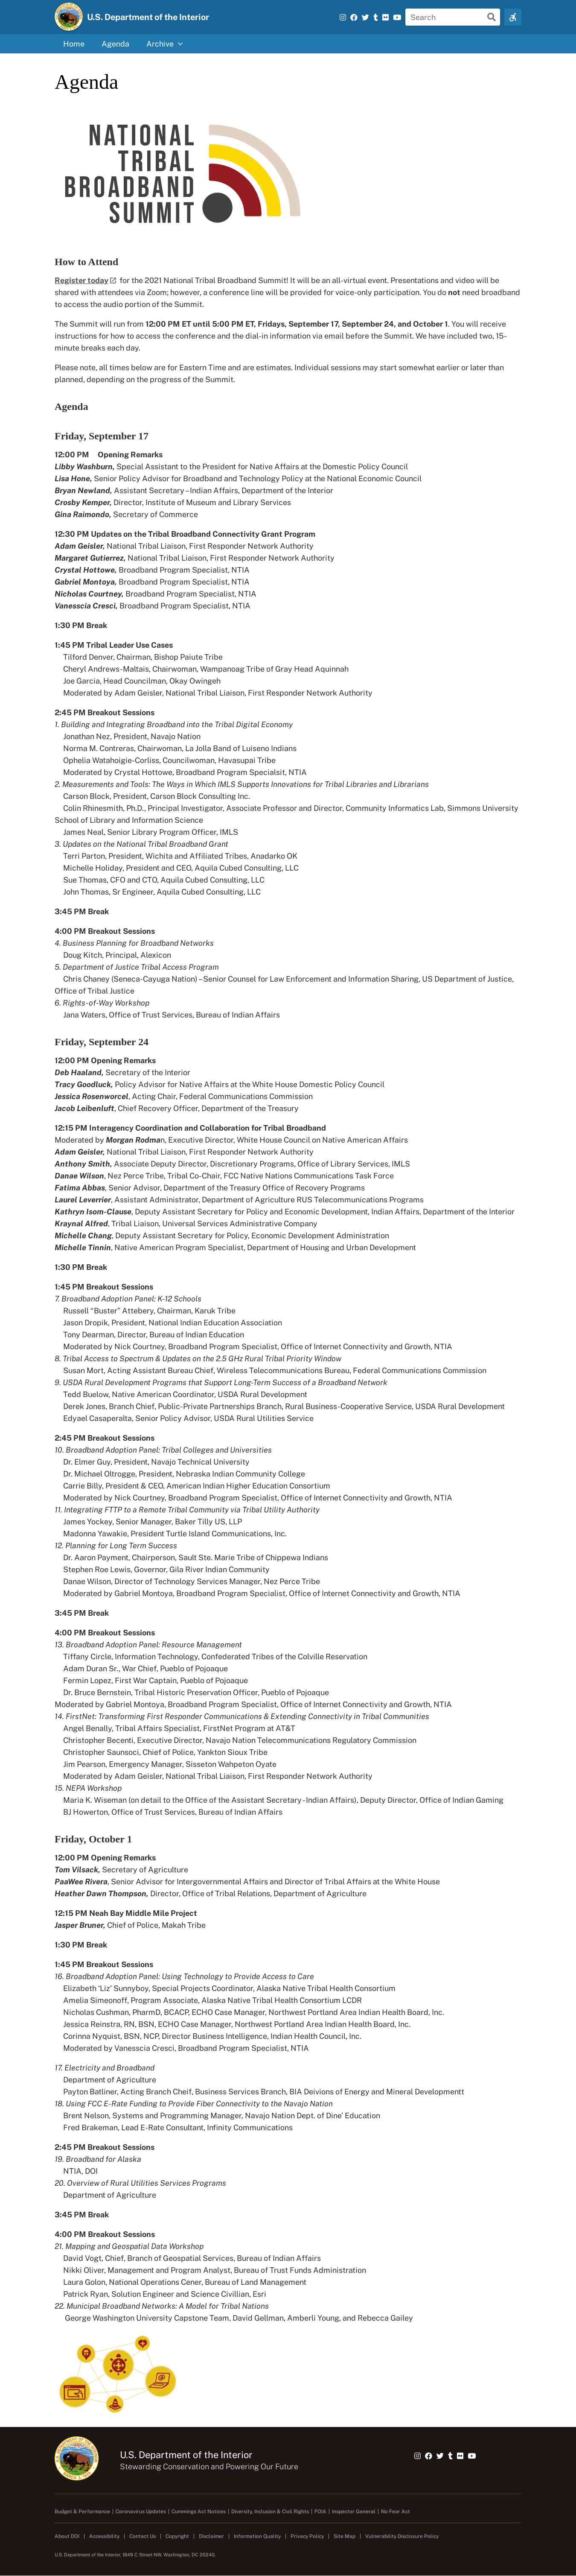 U.S. Department of the Interior
Search
Home
Agenda
Archive
Agenda
NATIONAL
TRIBAL
BROADBAND
SUMMIT
How to Attend
Register today for the 2021 National Tribal Broadband Summit! It will be an all-virtual event. Presentations and video will be
shared with attendees via Zoom; however, a conference line will be provided for voice-only participation. You do not need broadband
to access the audio portion of the Summit.
The Summit will run from 12:00 PM ET until 5:00 PM ET, Fridays, September 17, September 24, and October 1. You will receive
instructions for how to access the conference and the dial-in information via email before the Summit. We have included two, 15-
minute breaks each day.
Please note, all times below are for Eastern Time and are estimates. Individual sessions may start somewhat earlier or later than
planned, depending on the progress of the Summit.
Agenda
Friday, September 17
12:00 PM Opening Remarks
Libby Washburn, Special Assistant to the President for Native Affairs at the Domestic Policy Council
Lisa Hone, Senior Policy Advisor for Broadband and Technology Policy at the National Economic Council
Bryan Newland, Assistant Secretary – Indian Affairs, Department of the Interior
Crosby Kemper, Director, Institute of Museum and Library Services
Gina Raimondo, Secretary of Commerce
12:30 PM Updates on the Tribal Broadband Connectivity Grant Program
Adam Geisler, National Tribal Liaison, First Responder Network Authority
Margaret Gutierrez, National Tribal Liaison, First Responder Network Authority
Crystal Hottowe, Broadband Program Specialist, NTIA
Gabriel Montoya, Broadband Program Specialist, NTIA
Nicholas Courtney, Broadband Program Specialist, NTIA
Vanesscia Cresci, Broadband Program Specialist, NTIA
1:30 PM Break
1:45 PM Tribal Leader Use Cases
Tilford Denver, Chairman, Bishop Paiute Tribe
Cheryl Andrews-Maltais, Chairwoman, Wampanoag Tribe of Gray Head Aquinnah
Joe Garcia, Head Councilman, Okay Owingeh
Moderated by Adam Geisler, National Tribal Liaison, First Responder Network Authority
2:45 PM Breakout Sessions
1. Building and Integrating Broadband into the Tribal Digital Economy
Jonathan Nez, President, Navajo Nation
Norma M. Contreras, Chairwoman, La Jolla Band of Luiseno Indians
Ophelia Watahoigie-Corliss, Councilwoman, Havasupai Tribe
Moderated by Crystal Hottowe, Broadband Program Specialsit, NTIA
2. Measurements and Tools: The Ways in Which IMLS Supports Innovations for Tribal Libraries and Librarians
Carson Block, President, Carson Block Consulting Inc.
Colin Rhinesmith, Ph.D., Principal Investigator, Associate Professor and Director, Community Informatics Lab, Simmons University
School of Library and Information Science
James Neal, Senior Library Program Officer, IMLS
3. Updates on the National Tribal Broadband Grant
Terri Parton, President, Wichita and Affiliated Tribes, Anadarko OK
Michelle Holiday, President and CEO, Aquila Cubed Consulting, LLC
Sue Thomas, CFO and CTO, Aquila Cubed Consulting, LLC
John Thomas, Sr Engineer, Aquila Cubed Consulting, LLC
3:45 PM Break
4:00 PM Breakout Sessions
4. Business Planning for Broadband Networks
Doug Kitch, Principal, Alexicon
5. Department of Justice Tribal Access Program
Chris Chaney (Seneca-Cayuga Nation) – Senior Counsel for Law Enforcement and Information Sharing, US Department of Justice,
Office of Tribal Justice
6. Rights-of-Way Workshop
Jana Waters, Office of Trust Services, Bureau of Indian Affairs
Friday, September 24
12:00 PM Opening Remarks
Deb Haaland, Secretary of the Interior
Tracy Goodluck, Policy Advisor for Native Affairs at the White House Domestic Policy Council
Jessica Rosenworcel, Acting Chair, Federal Communications Commission
Jacob Leibenluft, Chief Recovery Officer, Department of the Treasury
12:15 PM Interagency Coordination and Collaboration for Tribal Broadband
Moderated by Morgan Rodman, Executive Director, White House Council on Native American Affairs
Adam Geisler, National Tribal Liaison, First Responder Network Authority
Anthony Smith, Associate Deputy Director, Discretionary Programs, Office of Library Services, IMLS
Danae Wilson, Nez Perce Tribe, Tribal Co-Chair, FCC Native Nations Communications Task Force
Fatima Abbas, Senior Advisor, Department of the Treasury Office of Recovery Programs
Laurel Leverrier, Assistant Administrator, Department of Agriculture RUS Telecommunications Programs
Kathryn Isom-Clause, Deputy Assistant Secretary for Policy and Economic Development, Indian Affairs, Department of the Interior
Kraynal Alfred, Tribal Liaison, Universal Services Administrative Company
Michelle Chang, Deputy Assistant Secretary for Policy, Economic Development Administration
Michelle Tinnin, Native American Program Specialist, Department of Housing and Urban Development
1:30 PM Break
1:45 PM Breakout Sessions
7. Broadband Adoption Panel: K-12 Schools
Russell “Buster” Attebery, Chairman, Karuk Tribe
Jason Dropik, President, National Indian Education Association
Tony Dearman, Director, Bureau of Indian Education
Moderated by Nick Courtney, Broadband Program Specialist, Office of Internet Connectivity and Growth, NTIA
8. Tribal Access to Spectrum & Updates on the 2.5 GHz Rural Tribal Priority Window
Susan Mort, Acting Assistant Bureau Chief, Wireless Telecommunications Bureau, Federal Communications Commission
9. USDA Rural Development Programs that Support Long-Term Success of a Broadband Network
Tedd Buelow, Native American Coordinator, USDA Rural Development
Derek Jones, Branch Chief, Public-Private Partnerships Branch, Rural Business-Cooperative Service, USDA Rural Development
Edyael Casaperalta, Senior Policy Advisor, USDA Rural Utilities Service
2:45 PM Breakout Sessions
10. Broadband Adoption Panel: Tribal Colleges and Universities
Dr. Elmer Guy, President, Navajo Technical University
Dr. Michael Oltrogge, President, Nebraska Indian Community College
Carrie Billy, President & CEO, American Indian Higher Education Consortium
Moderated by Nick Courtney, Broadband Program Specialist, Office of Internet Connectivity and Growth, NTIA
11. Integrating FTTP to a Remote Tribal Community via Tribal Utility Authority
James Yockey, Senior Manager, Baker Tilly US, LLP
Madonna Yawakie, President Turtle Island Communications, Inc.
12. Planning for Long Term Success
Dr. Aaron Payment, Chairperson, Sault Ste. Marie Tribe of Chippewa Indians
Stephen Roe Lewis, Governor, Gila River Indian Community
Danae Wilson, Director of Technology Services Manager, Nez Perce Tribe
Moderated by Gabriel Montoya, Broadband Program Specialist, Office of Internet Connectivity and Growth, NTIA
3:45 PM Break
4:00 PM Breakout Sessions
13. Broadband Adoption Panel: Resource Management
Tiffany Circle, Information Technology, Confederated Tribes of the Colville Reservation
Adam Duran Sr., War Chief, Pueblo of Pojoaque
Fermin Lopez, First War Captain, Pueblo of Pojoaque
Dr. Bruce Bernstein, Tribal Historic Preservation Officer, Pueblo of Pojoaque
Moderated by Gabriel Montoya, Broadband Program Specialist, Office of Internet Connectivity and Growth, NTIA
14. FirstNet: Transforming First Responder Communications & Extending Connectivity in Tribal Communities
Angel Benally, Tribal Affairs Specialist, FirstNet Program at AT&T
Christopher Becenti, Executive Director, Navajo Nation Telecommunications Regulatory Commission
Christopher Saunsoci, Chief of Police, Yankton Sioux Tribe
Jim Pearson, Emergency Manager, Sisseton Wahpeton Oyate
Moderated by Adam Geisler, National Tribal Liaison, First Responder Network Authority
15. NEPA Workshop
Maria K. Wiseman (on detail to the Office of the Assistant Secretary -Indian Affairs), Deputy Director, Office of Indian Gaming
BJ Howerton, Office of Trust Services, Bureau of Indian Affairs
Friday, October 1
12:00 PM Opening Remarks
Tom Vilsack, Secretary of Agriculture
PaaWee Rivera, Senior Advisor for Intergovernmental Affairs and Director of Tribal Affairs at the White House
Heather Dawn Thompson, Director, Office of Tribal Relations, Department of Agriculture
12:15 PM Neah Bay Middle Mile Project
Jasper Bruner, Chief of Police, Makah Tribe
1:30 PM Break
1:45 PM Breakout Sessions
16. Broadband Adoption Panel: Using Technology to Provide Access to Care
Elizabeth ‘Liz’ Sunnyboy, Special Projects Coordinator, Alaska Native Tribal Health Consortium
Amelia Simeonoff, Program Associate, Alaska Native Tribal Health Consortium LCDR
Nicholas Cushman, PharmD, BCACP, ECHO Case Manager, Northwest Portland Area Indian Health Board, Inc.
Jessica Reinstra, RN, BSN, ECHO Case Manager, Northwest Portland Area Indian Health Board, Inc.
Corinna Nyquist, BSN, NCP, Director Business Intelligence, Indian Health Council, Inc.
Moderated by Vanesscia Cresci, Broadband Program Specialist, NTIA
17. Electricity and Broadband
Department of Agriculture
Payton Batliner, Acting Branch Cheif, Business Services Branch, BIA Deivions of Energy and Mineral Developmentt
18. Using FCC E-Rate Funding to Provide Fiber Connectivity to the Navajo Nation
Brent Nelson, Systems and Programming Manager, Navajo Nation Dept. of Dine’ Education
Fred Brakeman, Lead E-Rate Consultant, Infinity Communications
2:45 PM Breakout Sessions
19. Broadband for Alaska
NTIA, DOI
20. Overview of Rural Utilities Services Programs
Department of Agriculture
3:45 PM Break
4:00 PM Breakout Sessions
21. Mapping and Geospatial Data Workshop
David Vogt, Chief, Branch of Geospatial Services, Bureau of Indian Affairs
Nikki Oliver, Management and Program Analyst, Bureau of Trust Funds Administration
Laura Golon, National Operations Cener, Bureau of Land Management
Patrick Ryan, Solution Engineer and Science Civillian, Esri
22. Municipal Broadband Networks: A Model for Tribal Nations
George Washington University Capstone Team, David Gellman, Amberli Young, and Rebecca Gailey
U.S. Department of the Interior
Stewarding Conservation and Powering Our Future
Budget & Performance | Coronavirus Updates | Cummings Act Notices | Diversity, Inclusion & Civil Rights | FOIA | Inspector General | No Fear Act
About DOI | Accessibility | Contact Us | Copyright | Disclaimer | Information Quality | Privacy Policy | Site Map | Vulnerability Disclosure Policy
U.S. Department of the Interior, 1849 C Street NW, Washington, DC 20240.